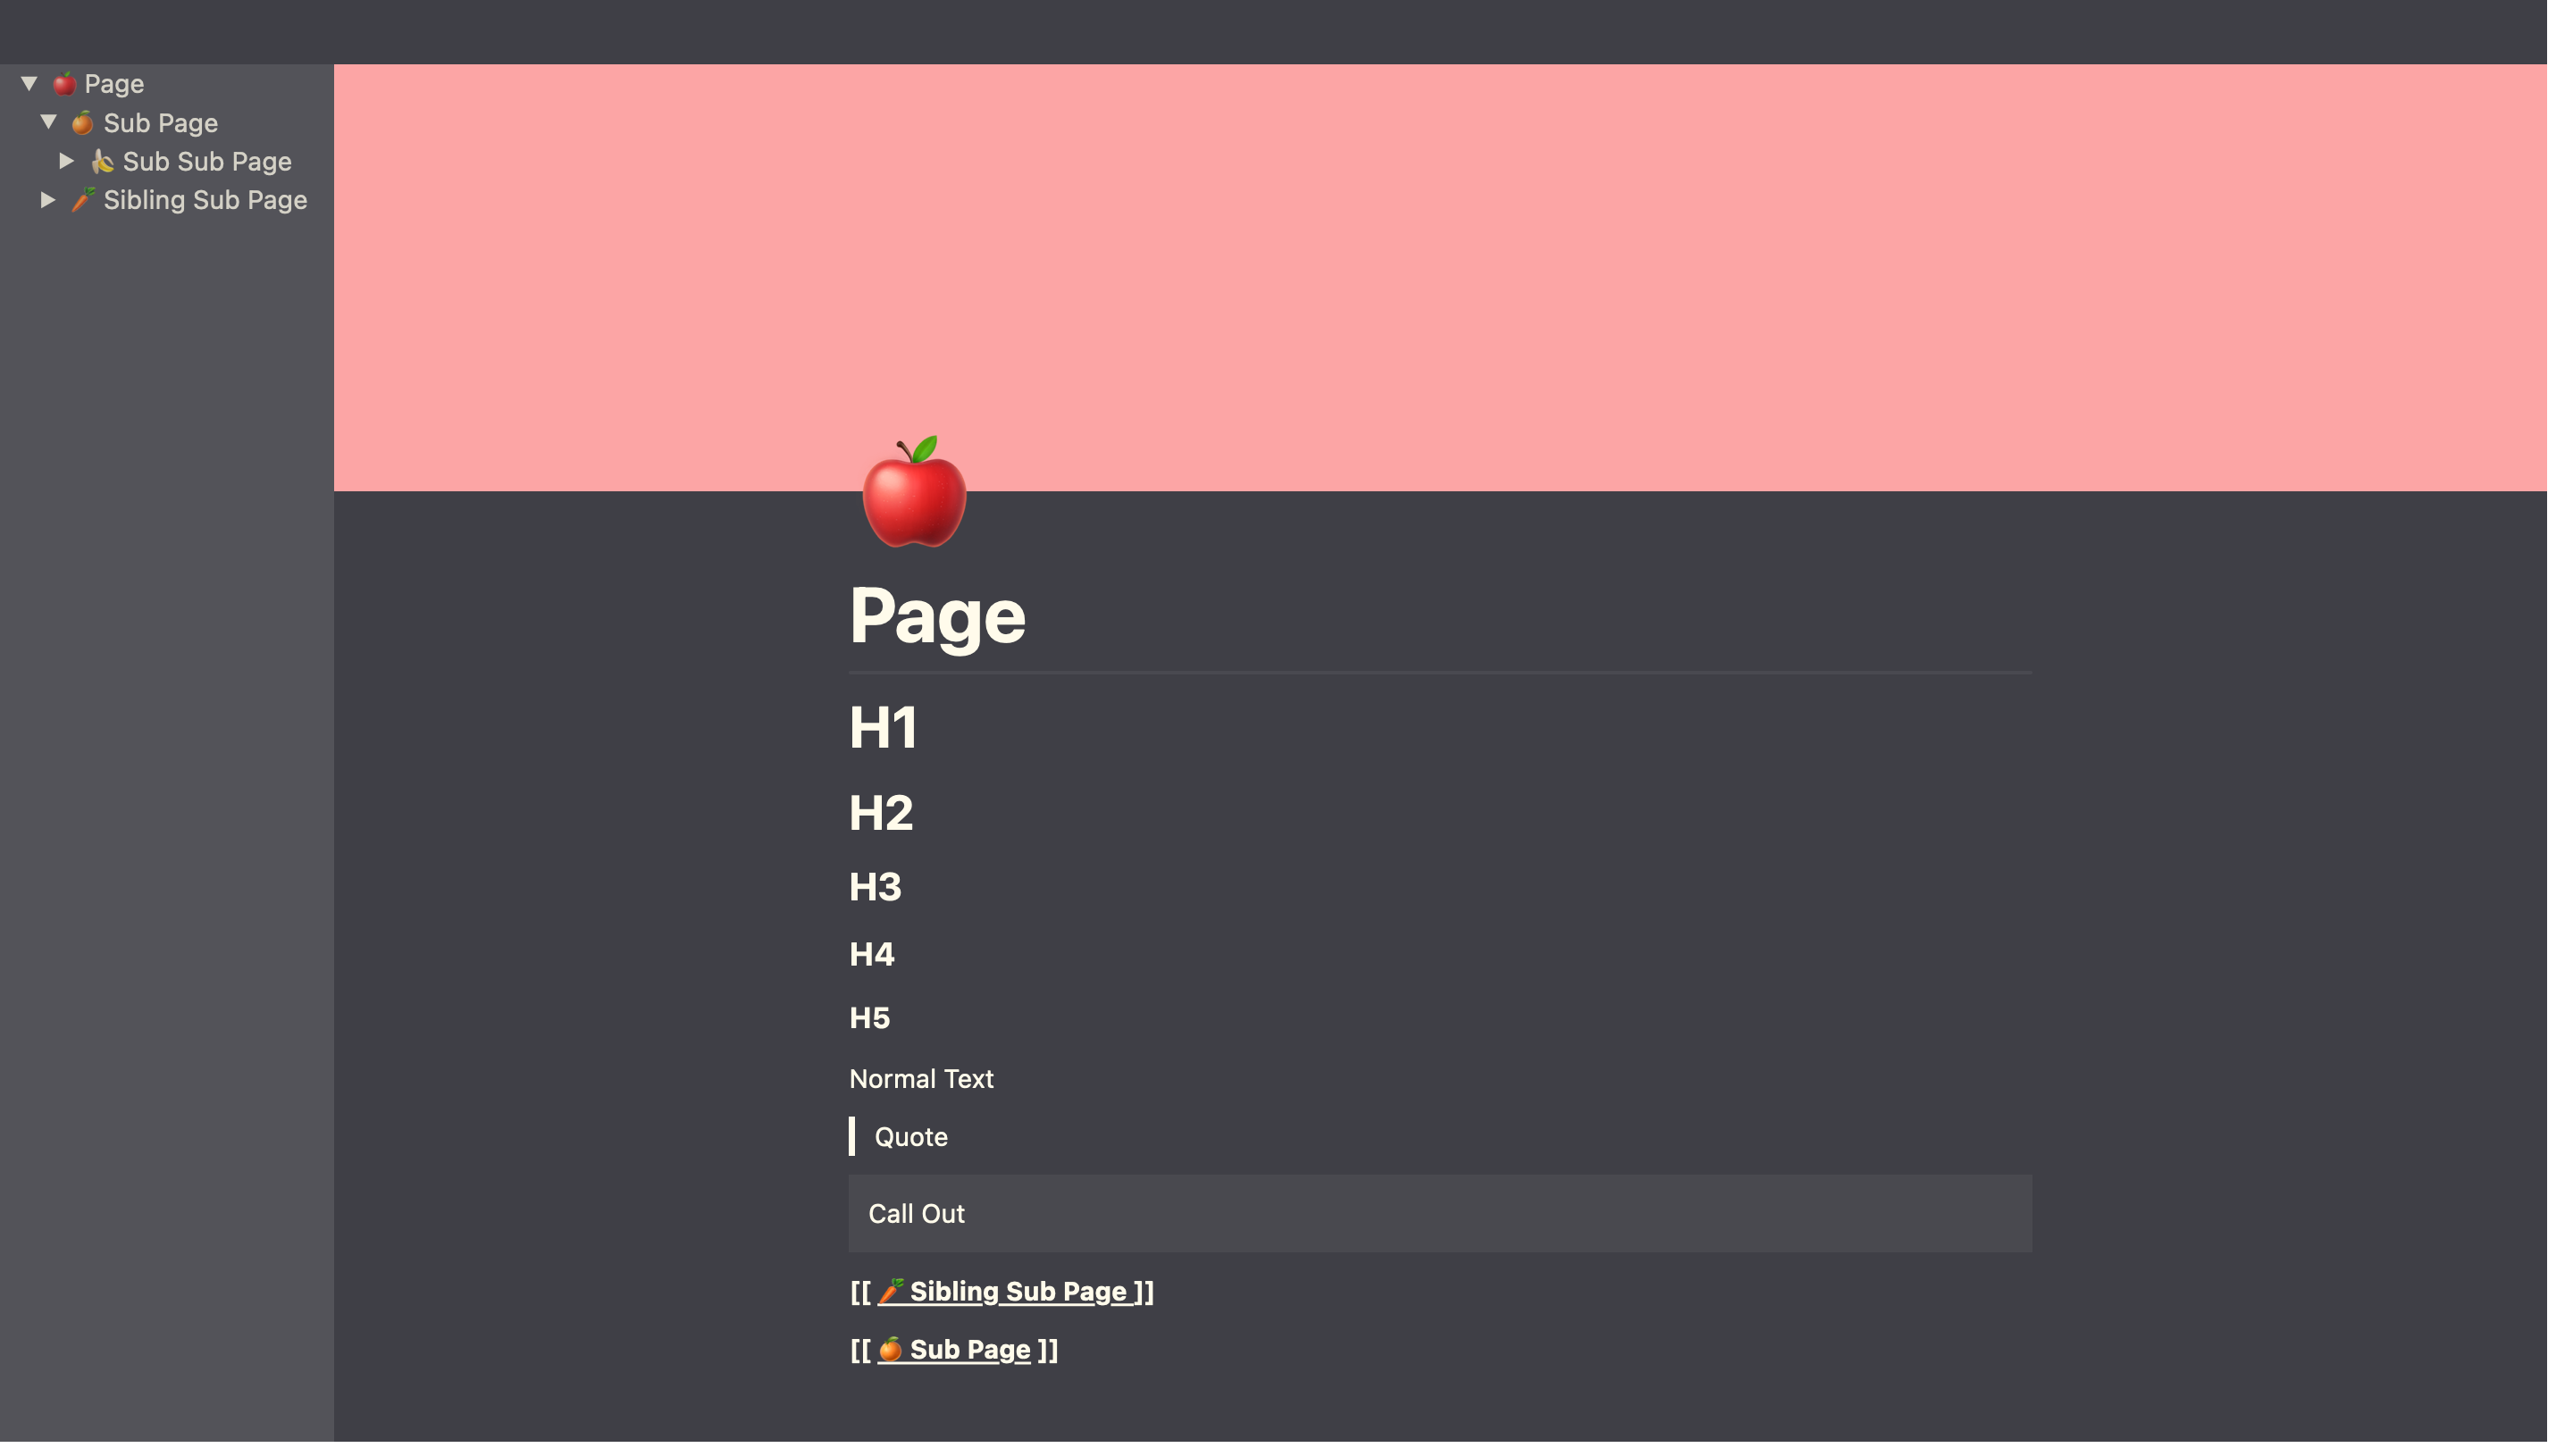 Page
Sub Page
Sub Sub Page
Sibling Sub Page
Page
H1
H2
H3
H4
H5
Normal Text
Quote
Call Out
[[ 🥕 Sibling Sub Page ]]
[[ 🍊 Sub Page ]]